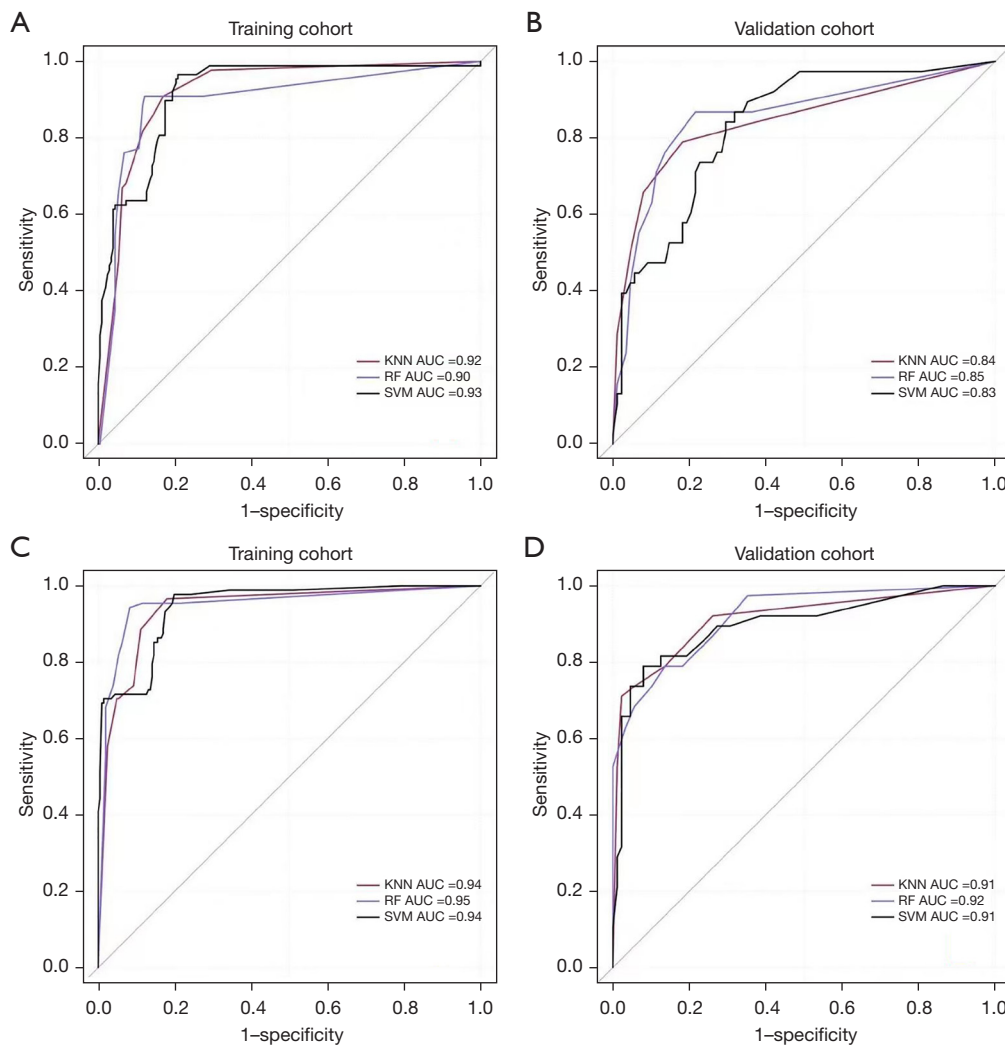 A
Training cohort
Sensitivity
1.0
0.8
0.6
0.4
0.2
0.0
KNN AUC =0.92
RF AUC =0.90
SVM AUC =0.93
0.0 0.2 0.4 0.6 0.8 1.0
1–specificity
B
Validation cohort
Sensitivity
1.0
0.8
0.6
0.4
0.2
0.0
KNN AUC =0.84
RF AUC =0.85
SVM AUC =0.83
0.0 0.2 0.4 0.6 0.8 1.0
1–specificity
C
Training cohort
Sensitivity
1.0
0.8
0.6
0.4
0.2
0.0
KNN AUC =0.94
RF AUC =0.95
SVM AUC =0.94
0.0 0.2 0.4 0.6 0.8 1.0
1–specificity
D
Validation cohort
Sensitivity
1.0
0.8
0.6
0.4
0.2
0.0
KNN AUC =0.91
RF AUC =0.92
SVM AUC =0.91
0.0 0.2 0.4 0.6 0.8 1.0
1–specificity